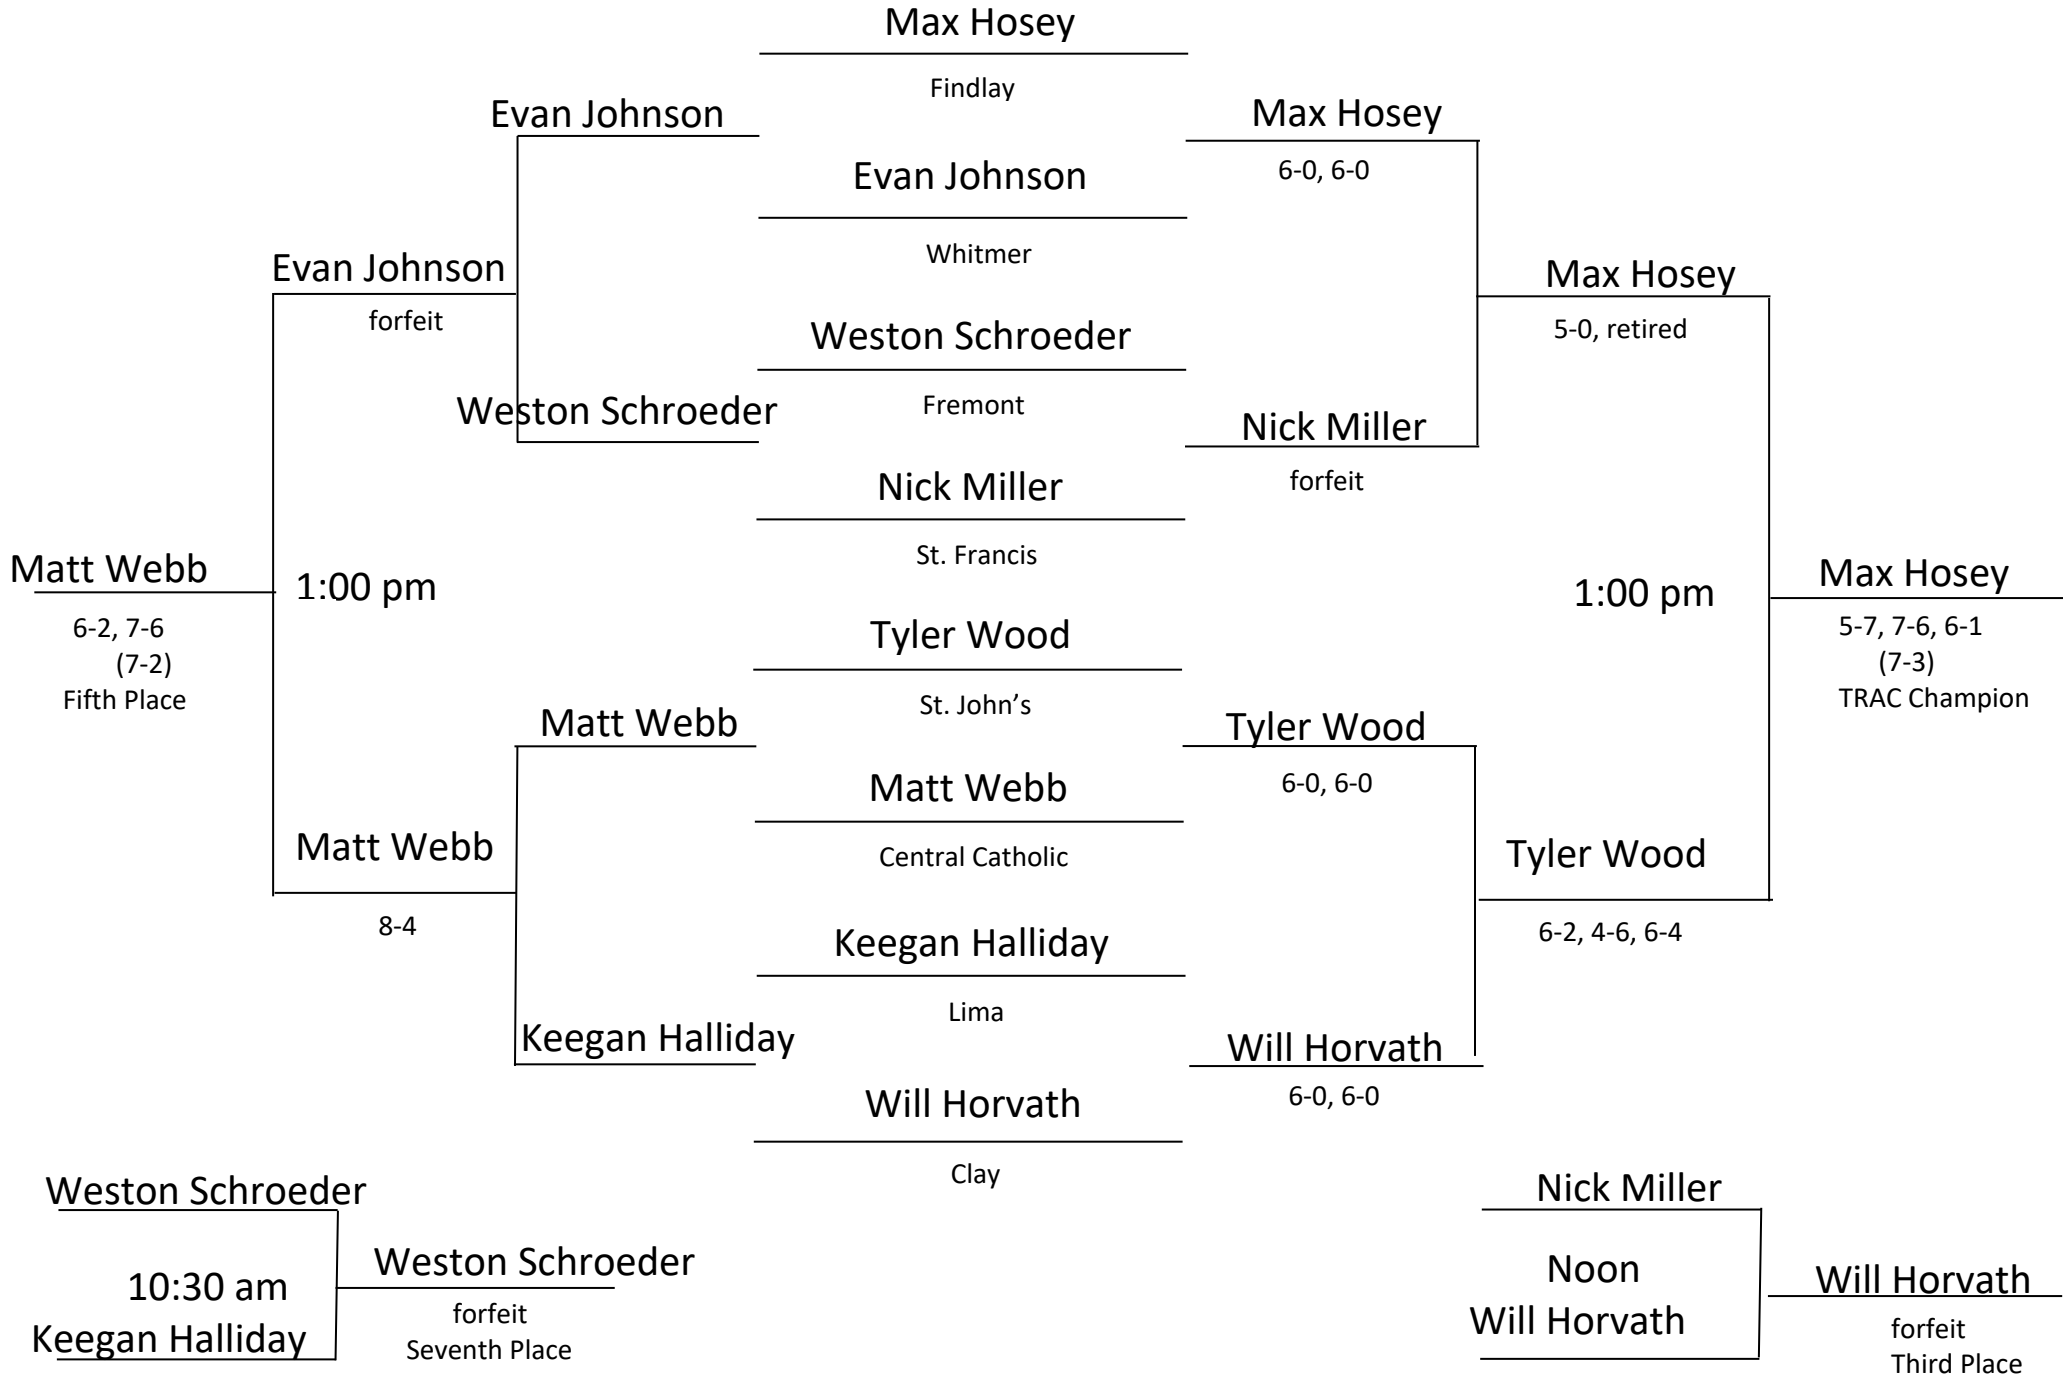 Max Hosey
Findlay
Evan Johnson
Max Hosey
6-0, 6-0
Evan Johnson
Whitmer
Evan Johnson
forfeit
Max Hosey
5-0, retired
Weston Schroeder
Fremont
Weston Schroeder
Nick Miller
forfeit
Nick Miller
St. Francis
Matt Webb
6-2, 7-6
(7-2)
Fifth Place
1:00 pm
1:00 pm
Max Hosey
5-7, 7-6, 6-1
(7-3)
TRAC Champion
Tyler Wood
St. John’s
Matt Webb
Tyler Wood
6-0, 6-0
Matt Webb
Central Catholic
Matt Webb
8-4
Tyler Wood
6-2, 4-6, 6-4
Keegan Halliday
Lima
Keegan Halliday
Will Horvath
6-0, 6-0
Will Horvath
Clay
Weston Schroeder
10:30 am
Keegan Halliday
Weston Schroeder
forfeit
Seventh Place
Nick Miller
Noon
Will Horvath
Will Horvath
forfeit
Third Place